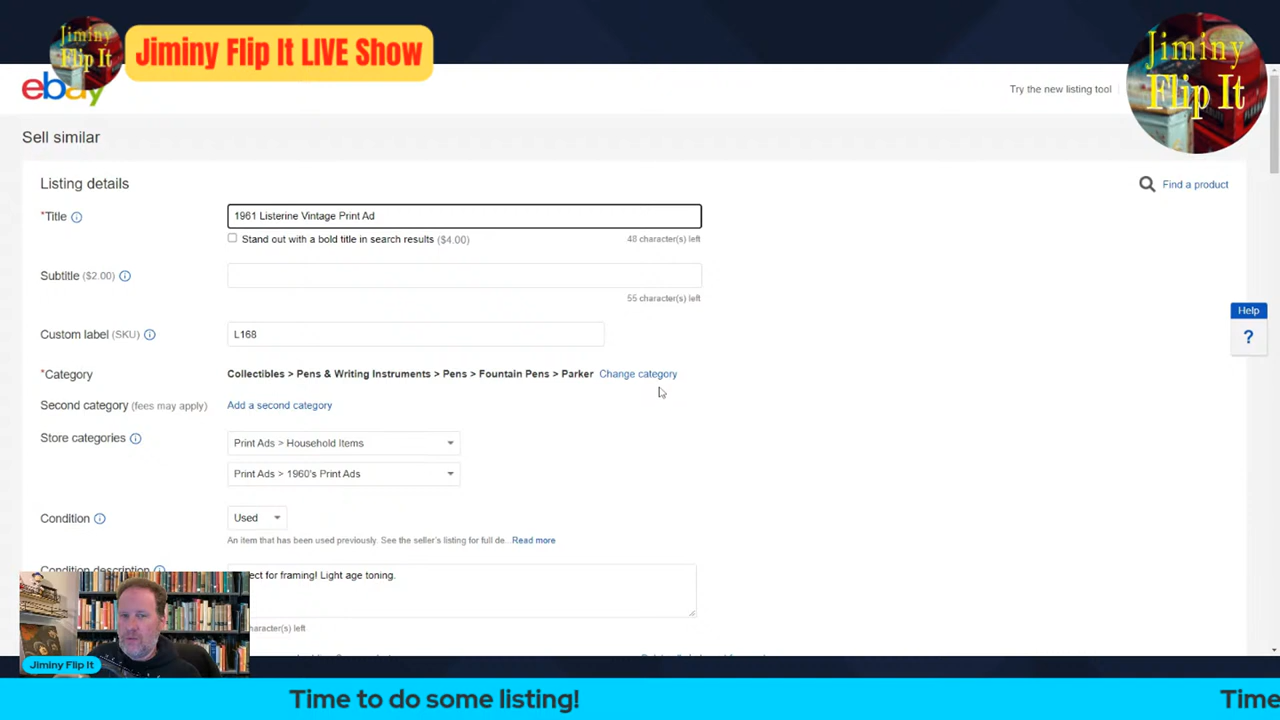 Jiminy
Flip It
Jiminy Flip It LIVE Show
Jiminy
Flip It
ebay
Try the new listing tool
Sell similar
Listing details
Find a product
*Title
1961 Listerine Vintage Print Ad
Stand out with a bold title in search results ($4.00)
48 character(s) left
Subtitle ($2.00)
55 character(s) left
Help
?
Custom label (SKU)
L168
*Category
Collectibles > Pens & Writing Instruments > Pens > Fountain Pens > Parker Change category
Second category (fees may apply)
Add a second category
Store categories
Print Ads > Household Items
Print Ads > 1960's Print Ads
Condition
Used
An item that has been used previously. See the seller's listing for full de... Read more
Condition description
ect for framing! Light age toning.
haracter(s) left
Jiminy Flip It
Time to do some listing!
Time